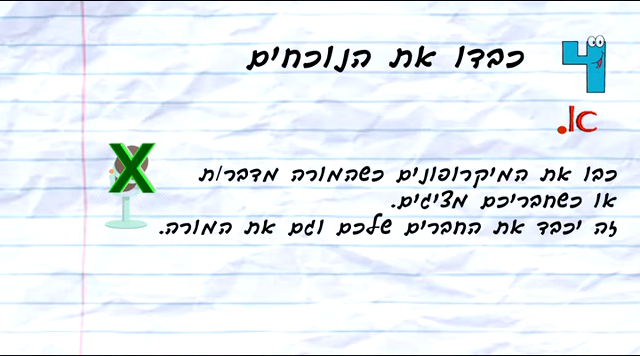 4
כבדו את הנוכחים
א.
כבו את המיקרופונים כשהמורה מדבר/ת
או כשחבריכם מציגים.
זה יכבד את החברים שלכם וגם את המורה.